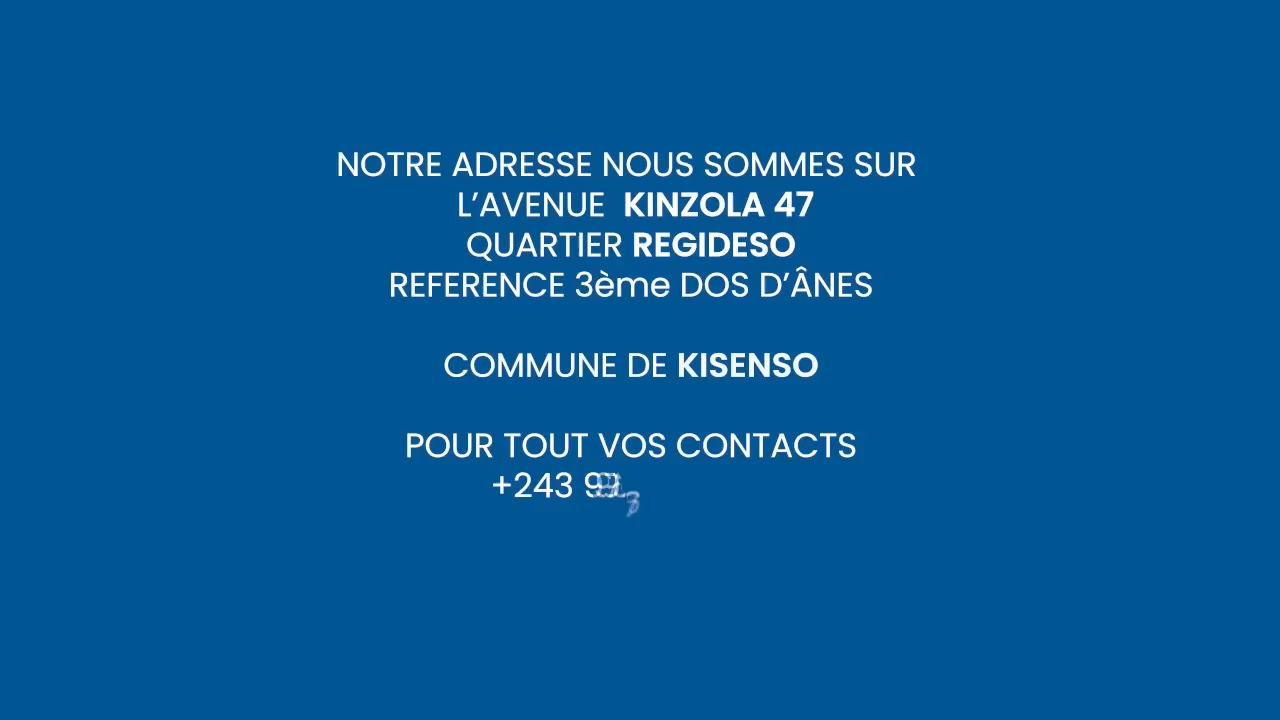 NOTRE ADRESSE NOUS SOMMES SUR
L’AVENUE KINZOLA 47
QUARTIER REGIDESO
REFERENCE 3ème DOS D’ÂNES
COMMUNE DE KISENSO
POUR TOUT VOS CONTACTS
+243